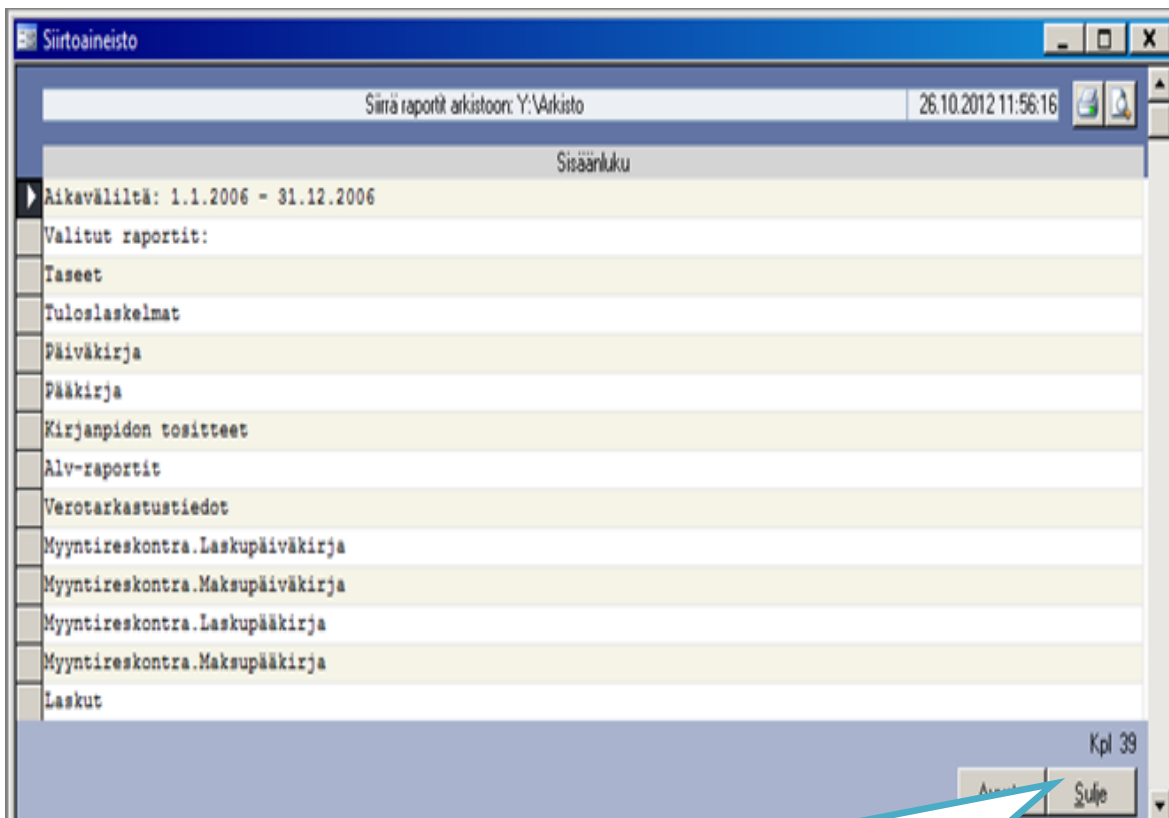 Siirtoaineisto
Siirrä raportit arkistoon: Y:\Arkisto 26.10.2012 11:56:16
Sisäänluku
Aikaväliltä: 1.1.2006 - 31.12.2006
Valitut raportit:
Taseet
Tuloslaskelmat
Päiväkirja
Pääkirja
Kirjanpidon tositteet
Alv-raportit
Verotarkastustiedot
Myyntireskontra.Laskupäiväkirja
Myyntireskontra.Maksupäiväkirja
Myyntireskontra.Laskupääkirja
Myyntireskontra.Maksupääkirja
Laskut
Kpl 39
Sulje